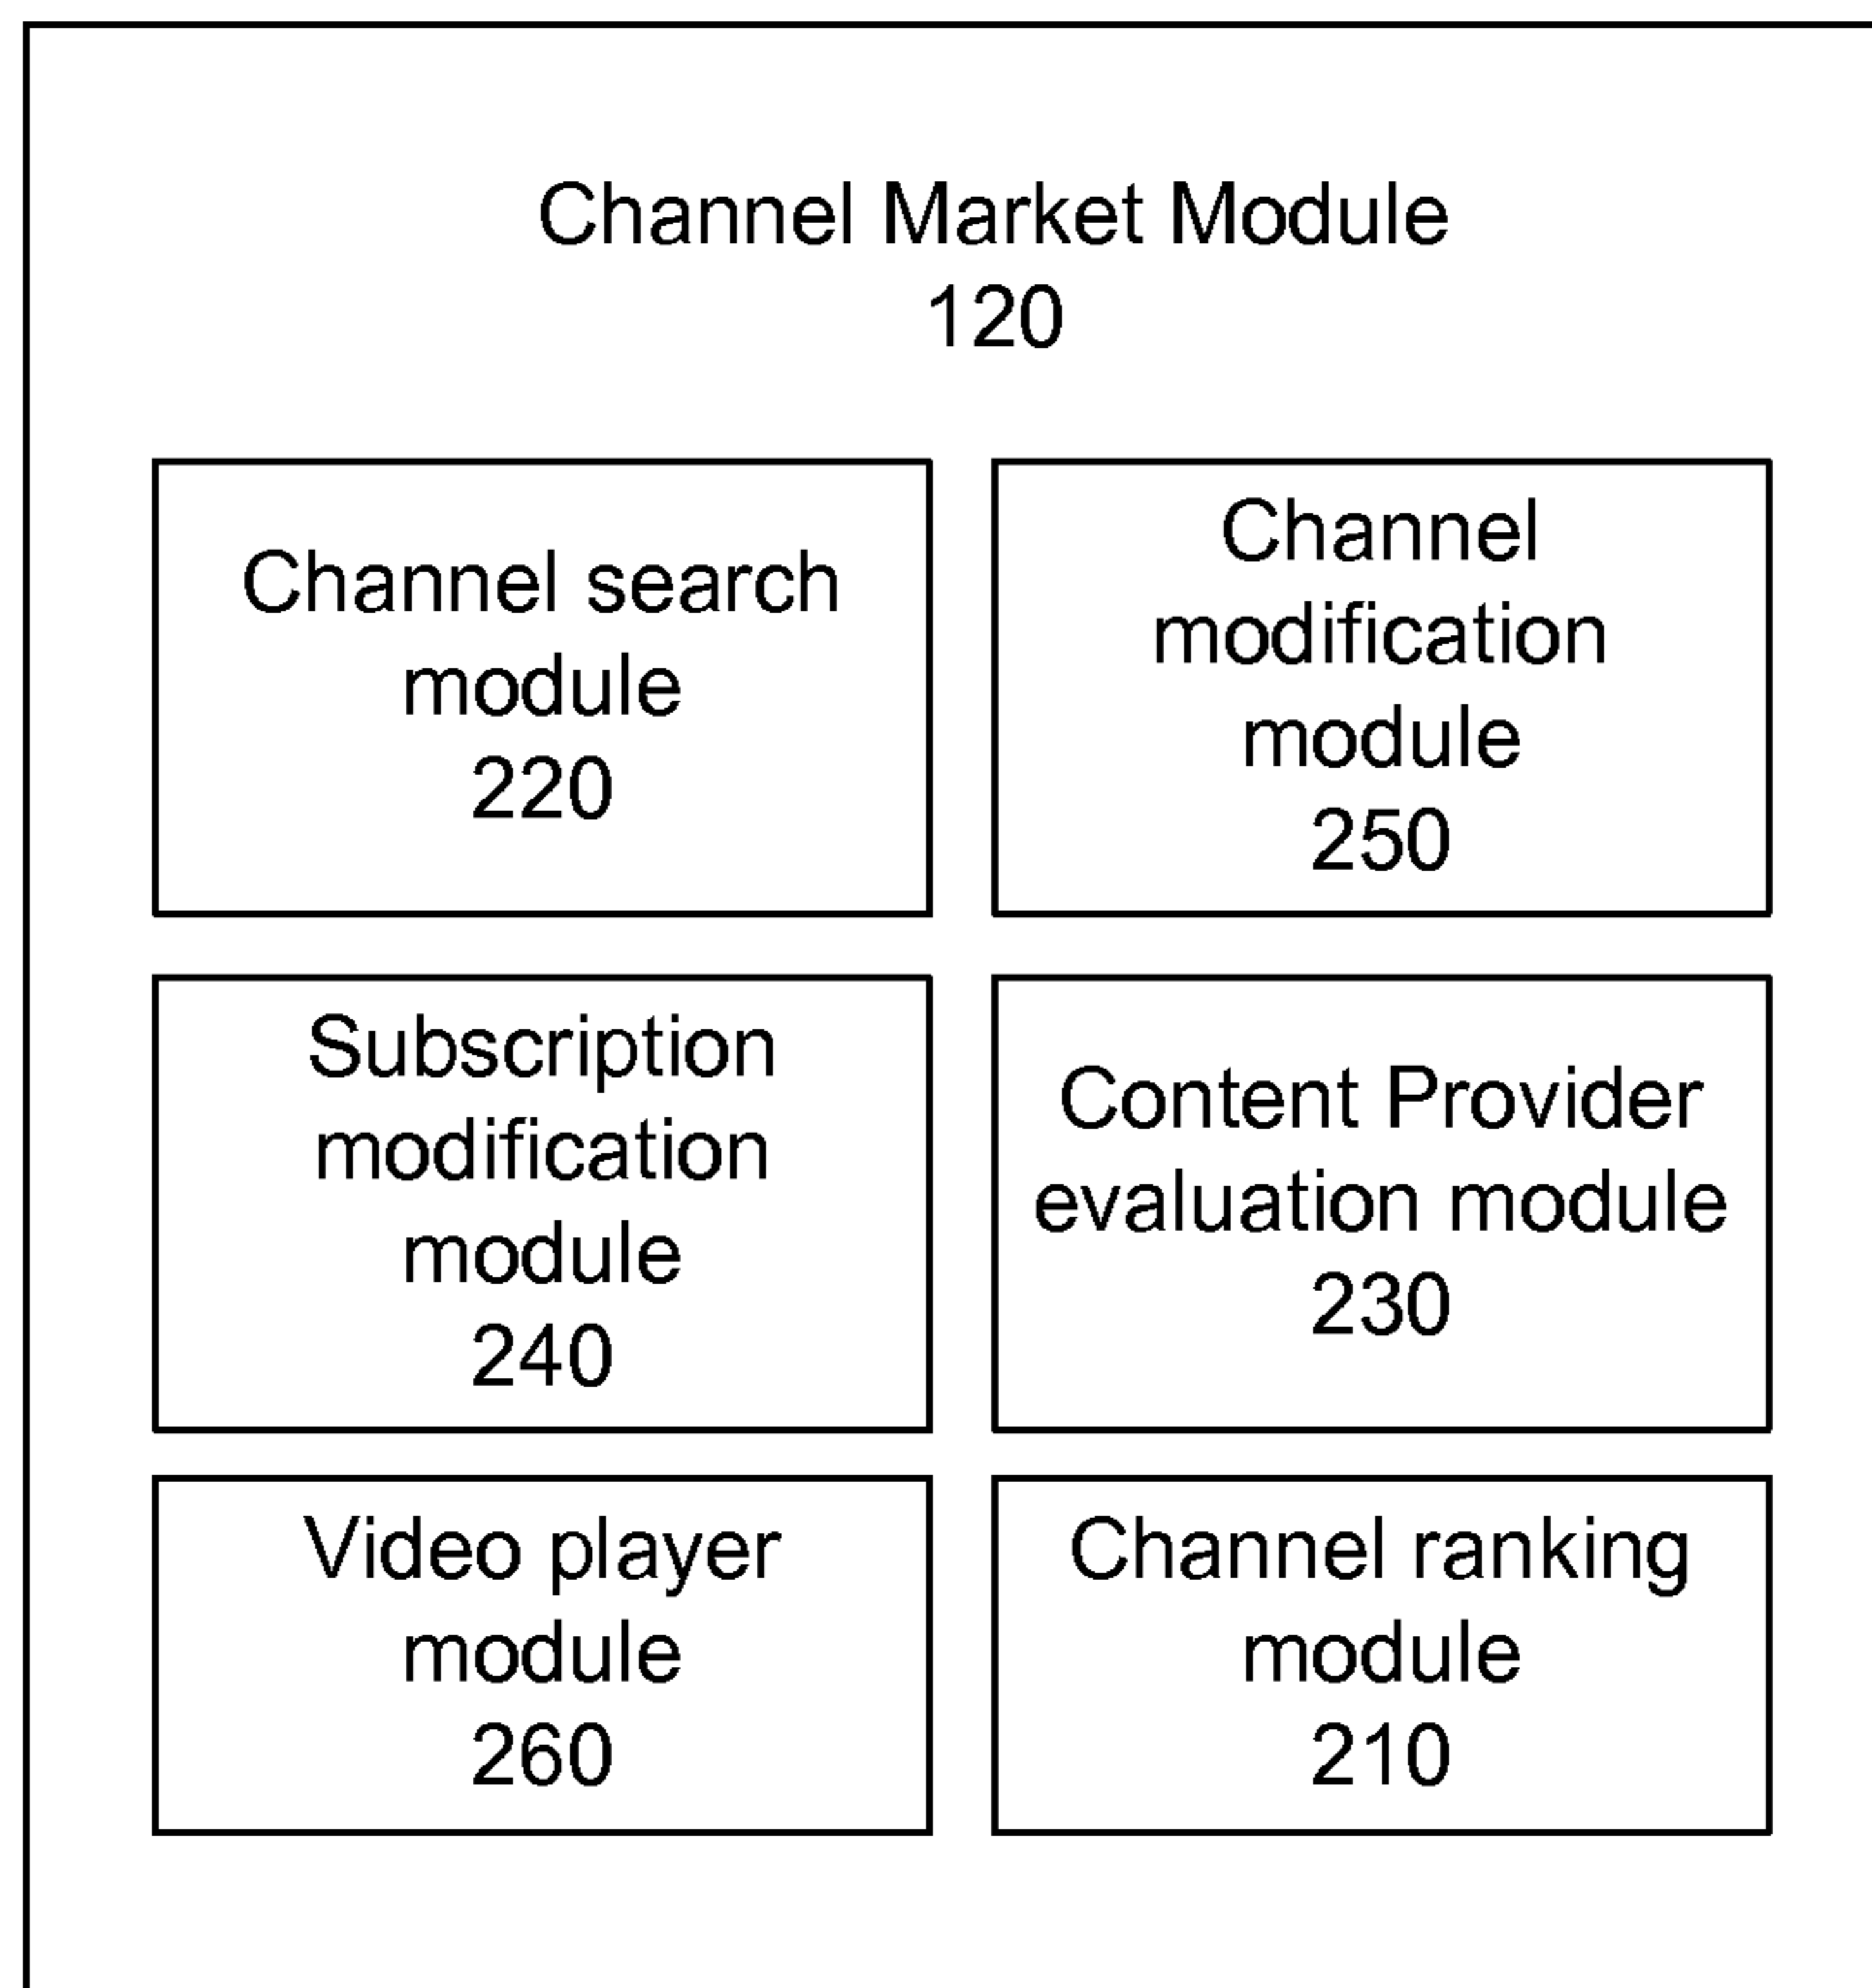 Channel Market Module
120
Channel search
module
220
Channel
modification
module
250
Subscription
modification
module
240
Content Provider
evaluation module
230
Video player
module
260
Channel ranking
module
210